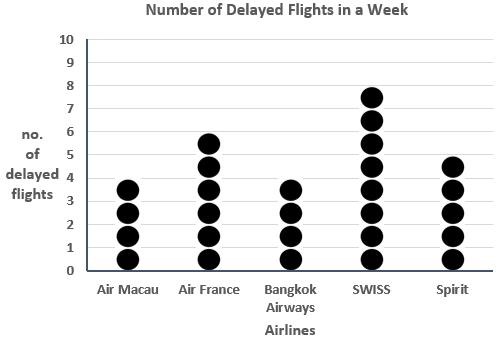 Number of Delayed Flights in a Week
10
9
8
7
6
5
4
3
2
1
0
no.
of
delayed
flights
Air Macau
Air France
Bangkok
Airways
SWISS
Spirit
Airlines